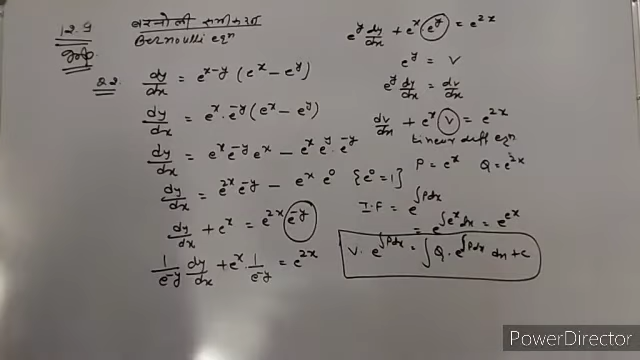 12.9
Imp.
बरनोली समीकरण
Bernoulli eqn
Q.2. dy/dx = e^{x-y} (e^x - e^y)
dy/dx = e^x . e^{-y} (e^x - e^y)
dy/dx = e^x e^{-y} e^x - e^x e^y . e^{-y}
dy/dx = e^{2x} e^{-y} - e^x e^0 {e^0 = 1}
dy/dx + e^x = e^{2x} e^{-y}
1/e^{-y} dy/dx + e^x . 1/e^{-y} = e^{2x}
e^y dy/dx + e^x e^y = e^{2x}
e^y = v
e^y dy/dx = dv/dx
dv/dx + e^x v = e^{2x}
Linear diff eqn
P = e^x Q = e^{2x}
I.F = e^{∫Pdx}
= e^{∫e^x dx} = e^{e^x}
V. e^{∫Pdx} = ∫Q . e^{∫Pdx} dx + c
PowerDirector